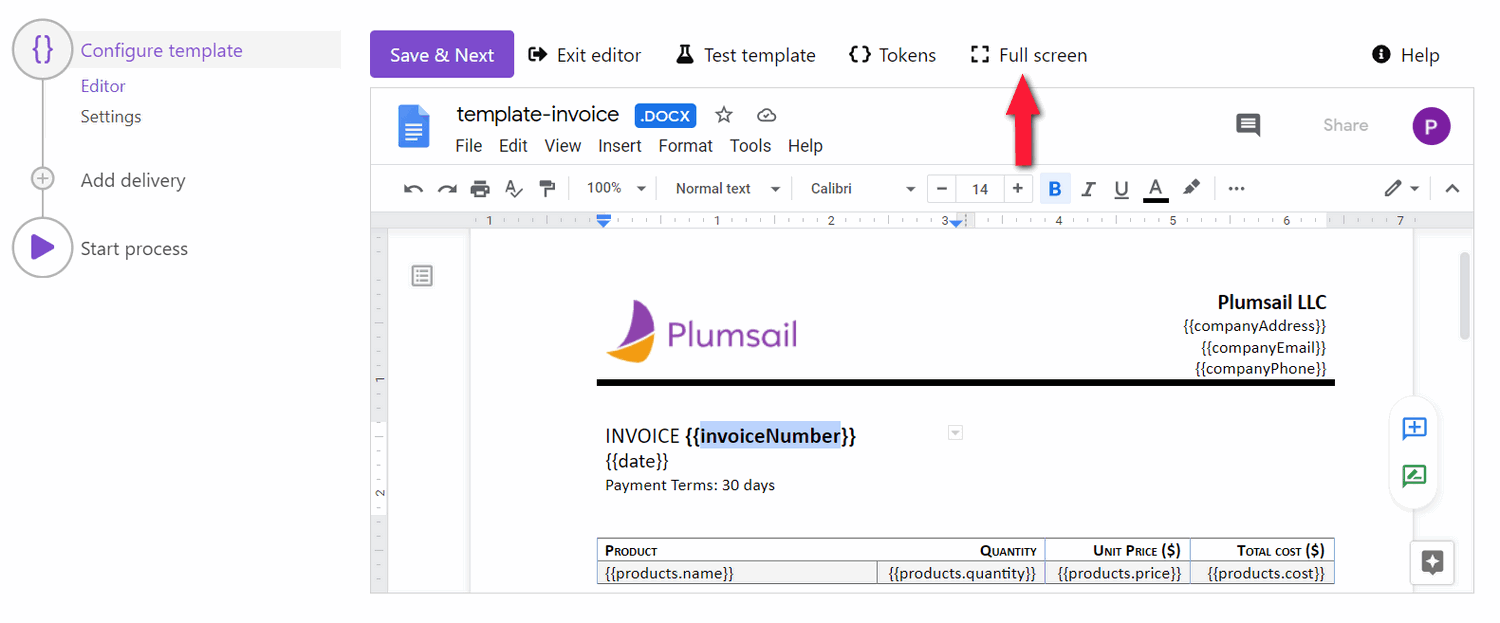 {} Configure template
Editor
Settings
Add delivery
Start process
Save & Next Exit editor Test template {} Tokens Full screen Help
template-invoice .DOCX
File Edit View Insert Format Tools Help
Share P
100% Normal text Calibri − 14 + B I U A ...
1 1 2 3 4 5 6 7
1
2
Plumsail
Plumsail LLC
{{companyAddress}}
{{companyEmail}}
{{companyPhone}}
INVOICE {{invoiceNumber}}
{{date}}
Payment Terms: 30 days
Product Quantity Unit Price ($) Total cost ($)
{{products.name}} {{products.quantity}} {{products.price}} {{products.cost}}